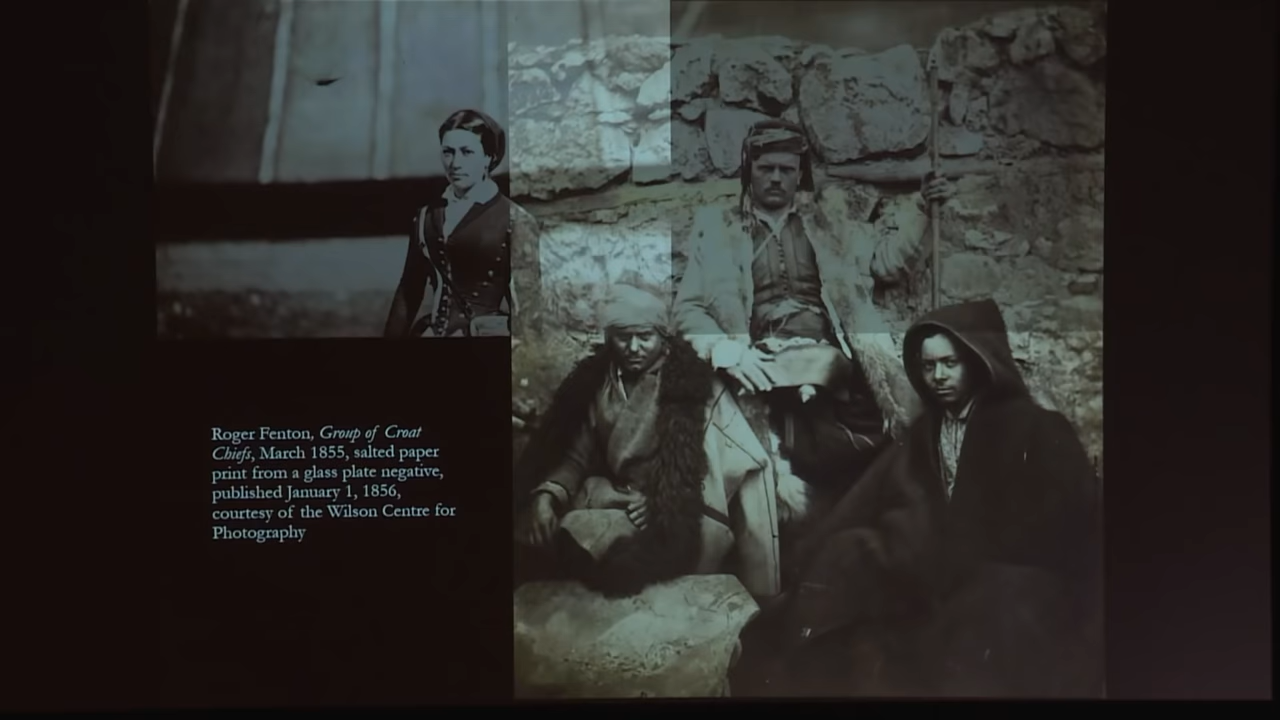 Roger Fenton, Group of Croat
Chiefs, March 1855, salted paper
print from a glass plate negative,
published January 1, 1856,
courtesy of the Wilson Centre for
Photography